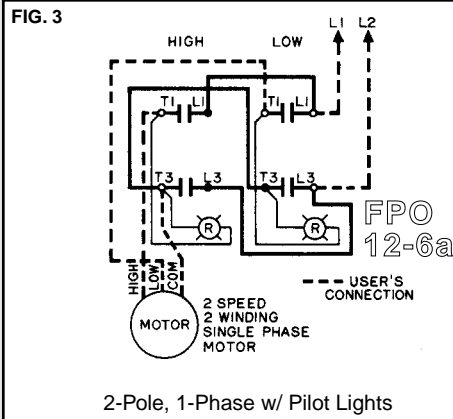 FIG. 3
L1 L2
HIGH LOW
T1 L1 T1 L1
T3 L3 T3 L3
R R
FPO
12-6a
USER'S
CONNECTION
HIGH
LOW
COM
MOTOR
2 SPEED
2 WINDING
SINGLE PHASE
MOTOR
2-Pole, 1-Phase w/ Pilot Lights